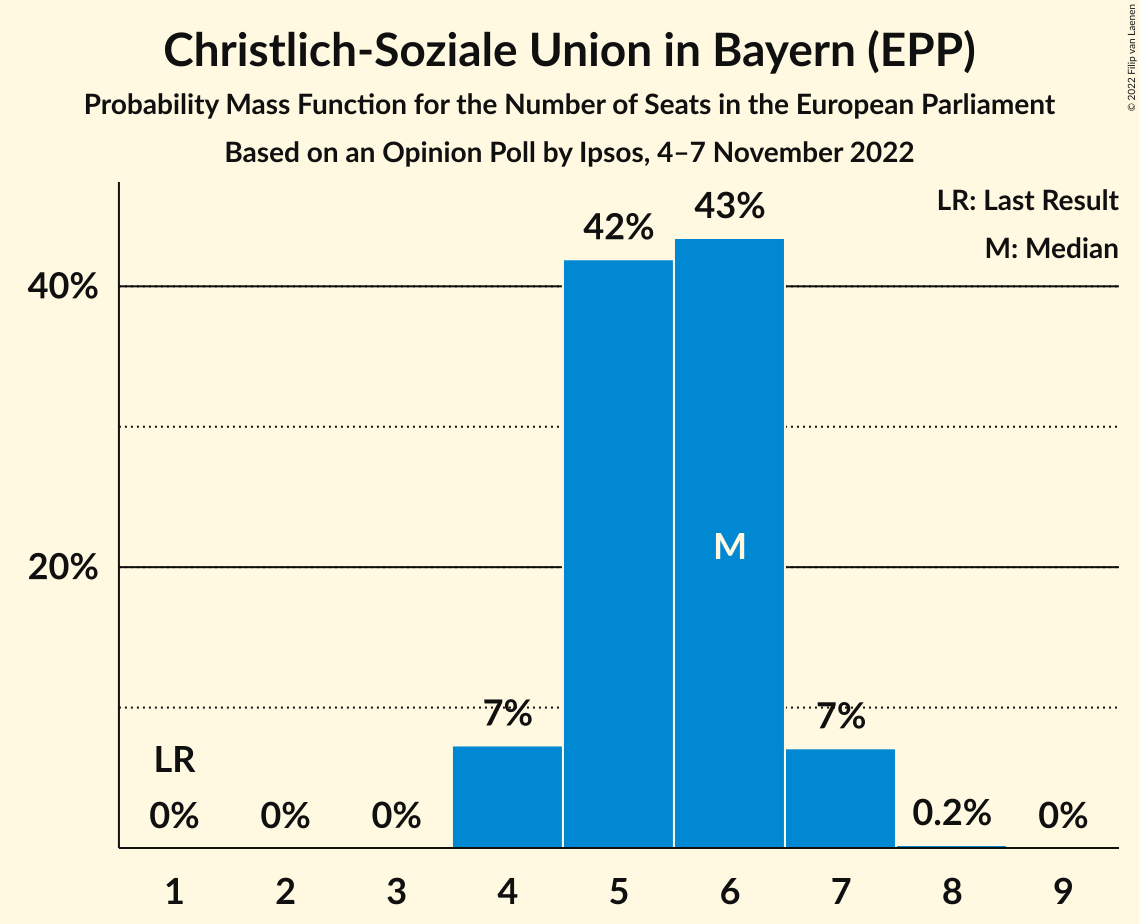 Christlich-Soziale Union in Bayern (EPP)
Probability Mass Function for the Number of Seats in the European Parliament
Based on an Opinion Poll by Ipsos, 4–7 November 2022
© 2022 Filip van Laenen
LR: Last Result
M: Median
40%
20%
LR
0%
0%
0%
7%
42%
43%
M
7%
0.2%
0%
1
2
3
4
5
6
7
8
9